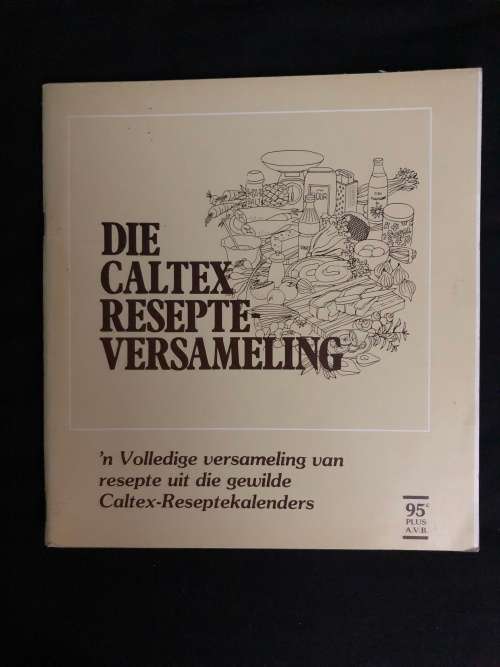 DIE
CALTEX
RESEPTE-
VERSAMELING
'n Volledige versameling van
resepte uit die gewilde
Caltex-Reseptekalenders
95c
PLUS
A.V.B.